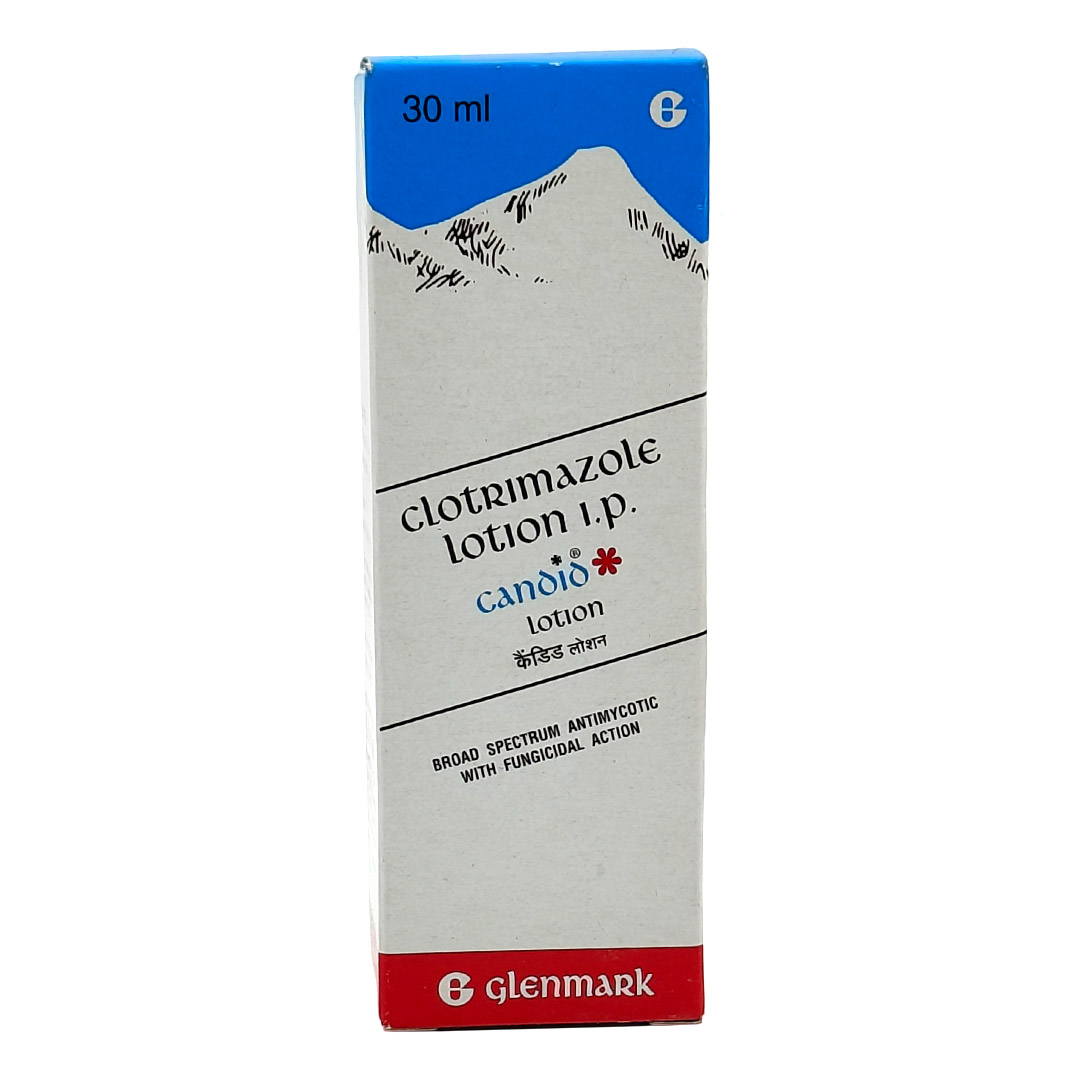 30 ml
Clotrimazole
Lotion I.P.
Candid®*
Lotion
कैंडिड लोशन
BROAD SPECTRUM ANTIMYCOTIC
WITH FUNGICIDAL ACTION
Glenmark